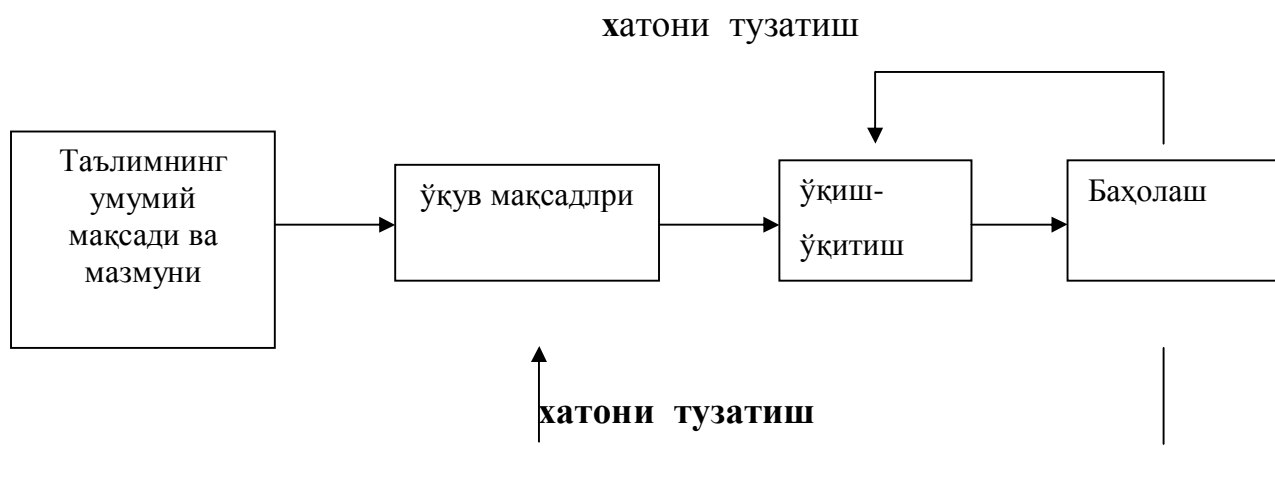 хатони тузатиш
Таълимнинг
умумий
мақсади ва
мазмуни
ўқув мақсадлри
ўқиш-
ўқитиш
Баҳолаш
хатони тузатиш